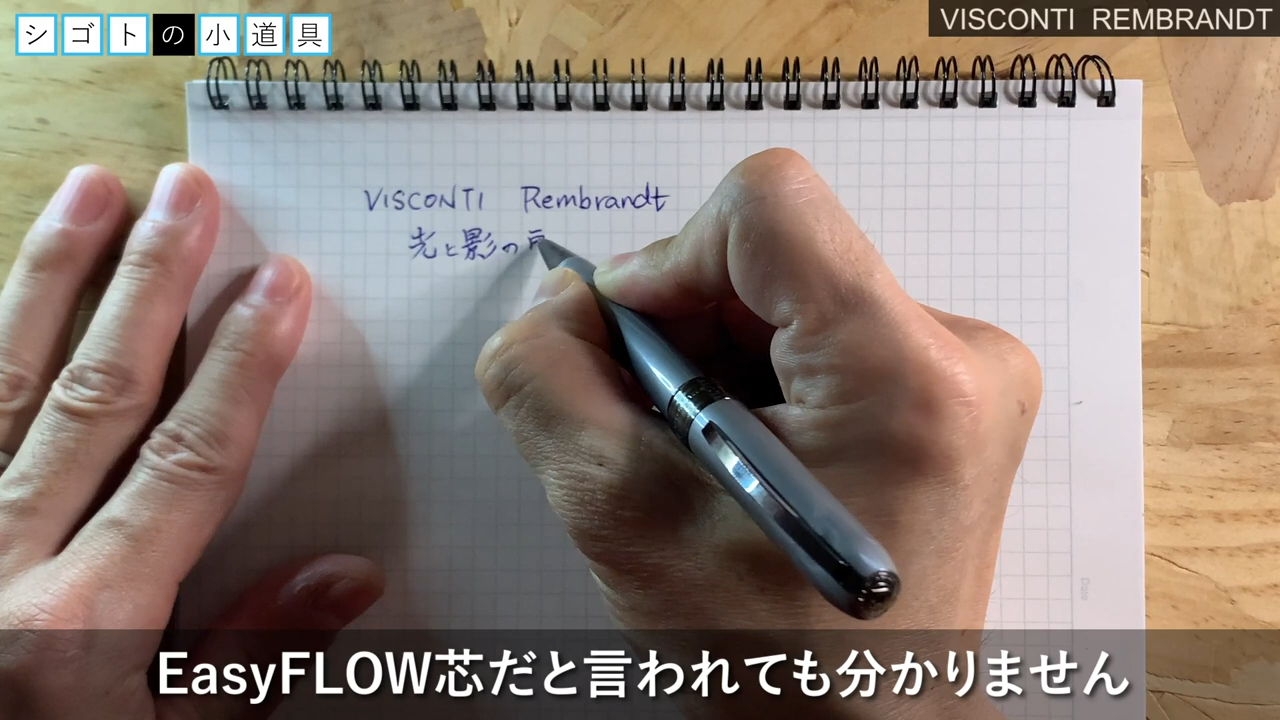 シゴトの小道具
VISCONTI REMBRANDT
VISCONTI Rembrandt
光と影の
Date
EasyFLOW芯だと言われても分かりません